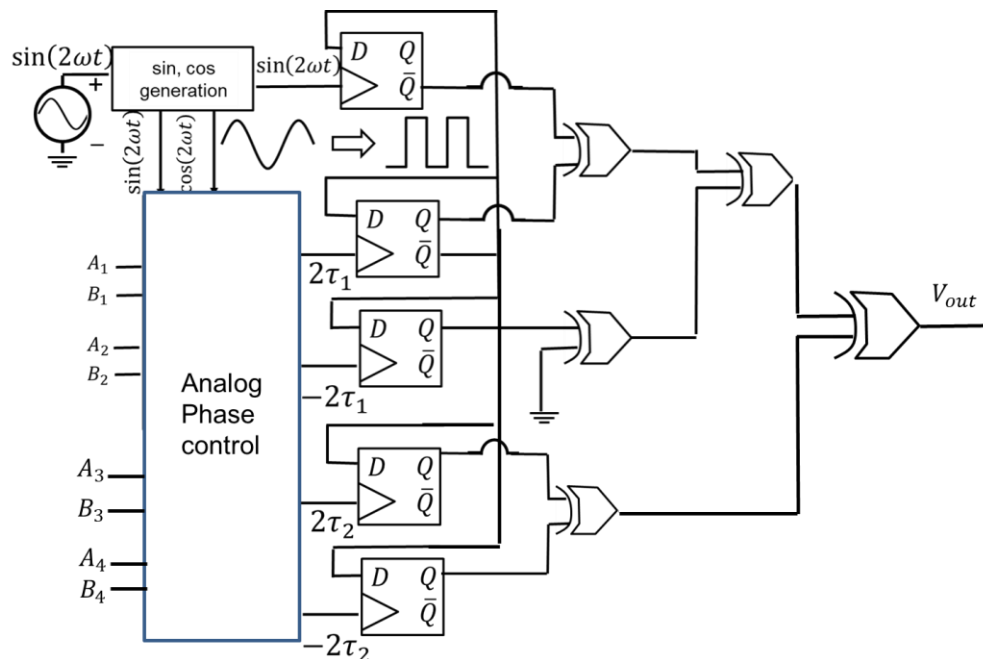 sin(2ωt)
+
−
sin, cos
generation
sin(2ωt)
sin(2ωt)
cos(2ωt)
D Q
Q̄
D Q
Q̄
2τ₁
D Q
Q̄
−2τ₁
D Q
Q̄
2τ₂
D Q
Q̄
−2τ₂
A₁
B₁
A₂
B₂
A₃
B₃
A₄
B₄
Analog
Phase
control
V_out